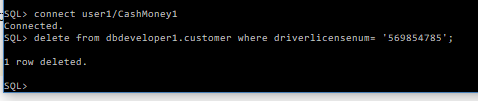 SQL> connect user1/CashMoney1
Connected.
SQL> delete from dbdeveloper1.customer where driverlicensenum= '569854785';
1 row deleted.
SQL>